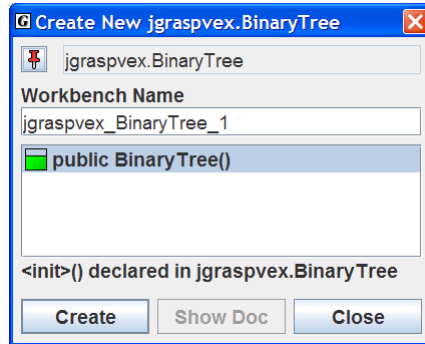 G Create New jgraspvex.BinaryTree
jgraspvex.BinaryTree
Workbench Name
jgraspvex_BinaryTree_1
public BinaryTree()
<init>() declared in jgraspvex.BinaryTree
Create Show Doc Close